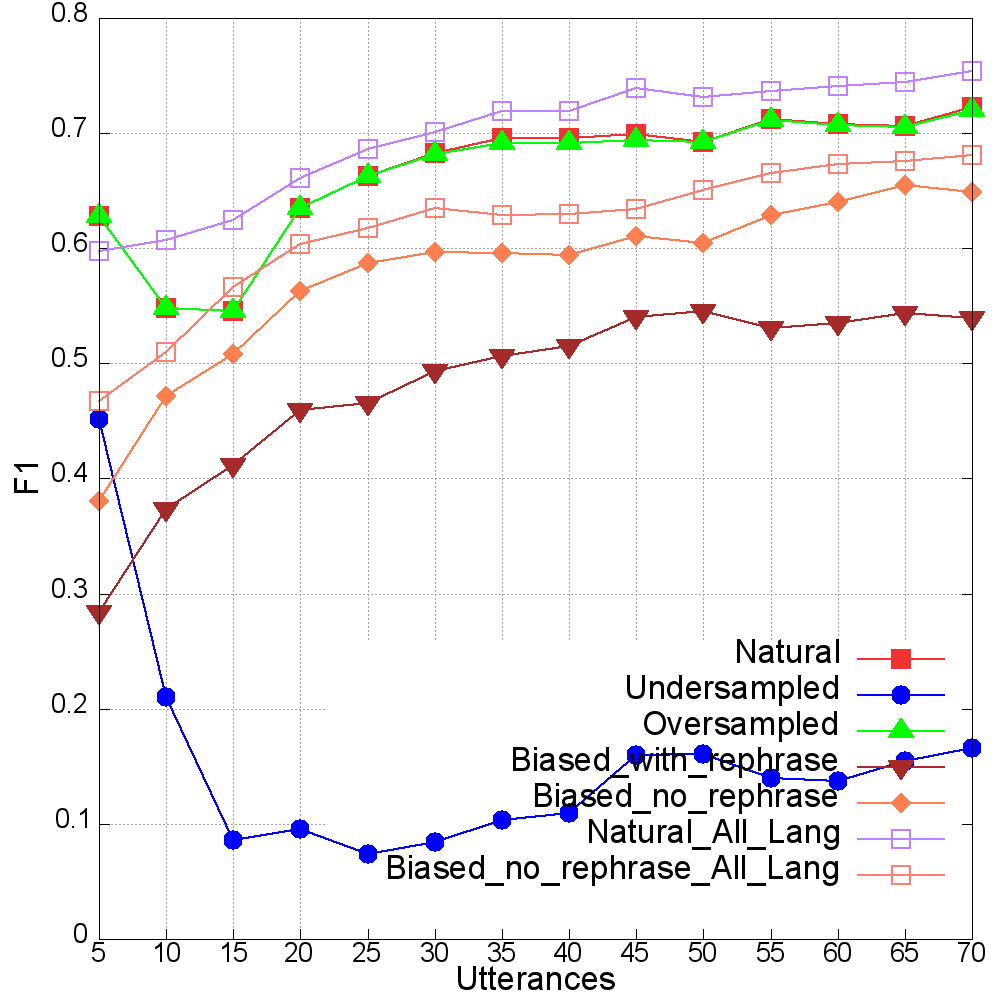 0.8
0.7
0.6
0.5
0.4
0.3
0.2
0.1
0
F1
Natural
Undersampled
Oversampled
Biased_with_rephrase
Biased_no_rephrase
Natural_All_Lang
Biased_no_rephrase_All_Lang
5 10 15 20 25 30 35 40 45 50 55 60 65 70
Utterances